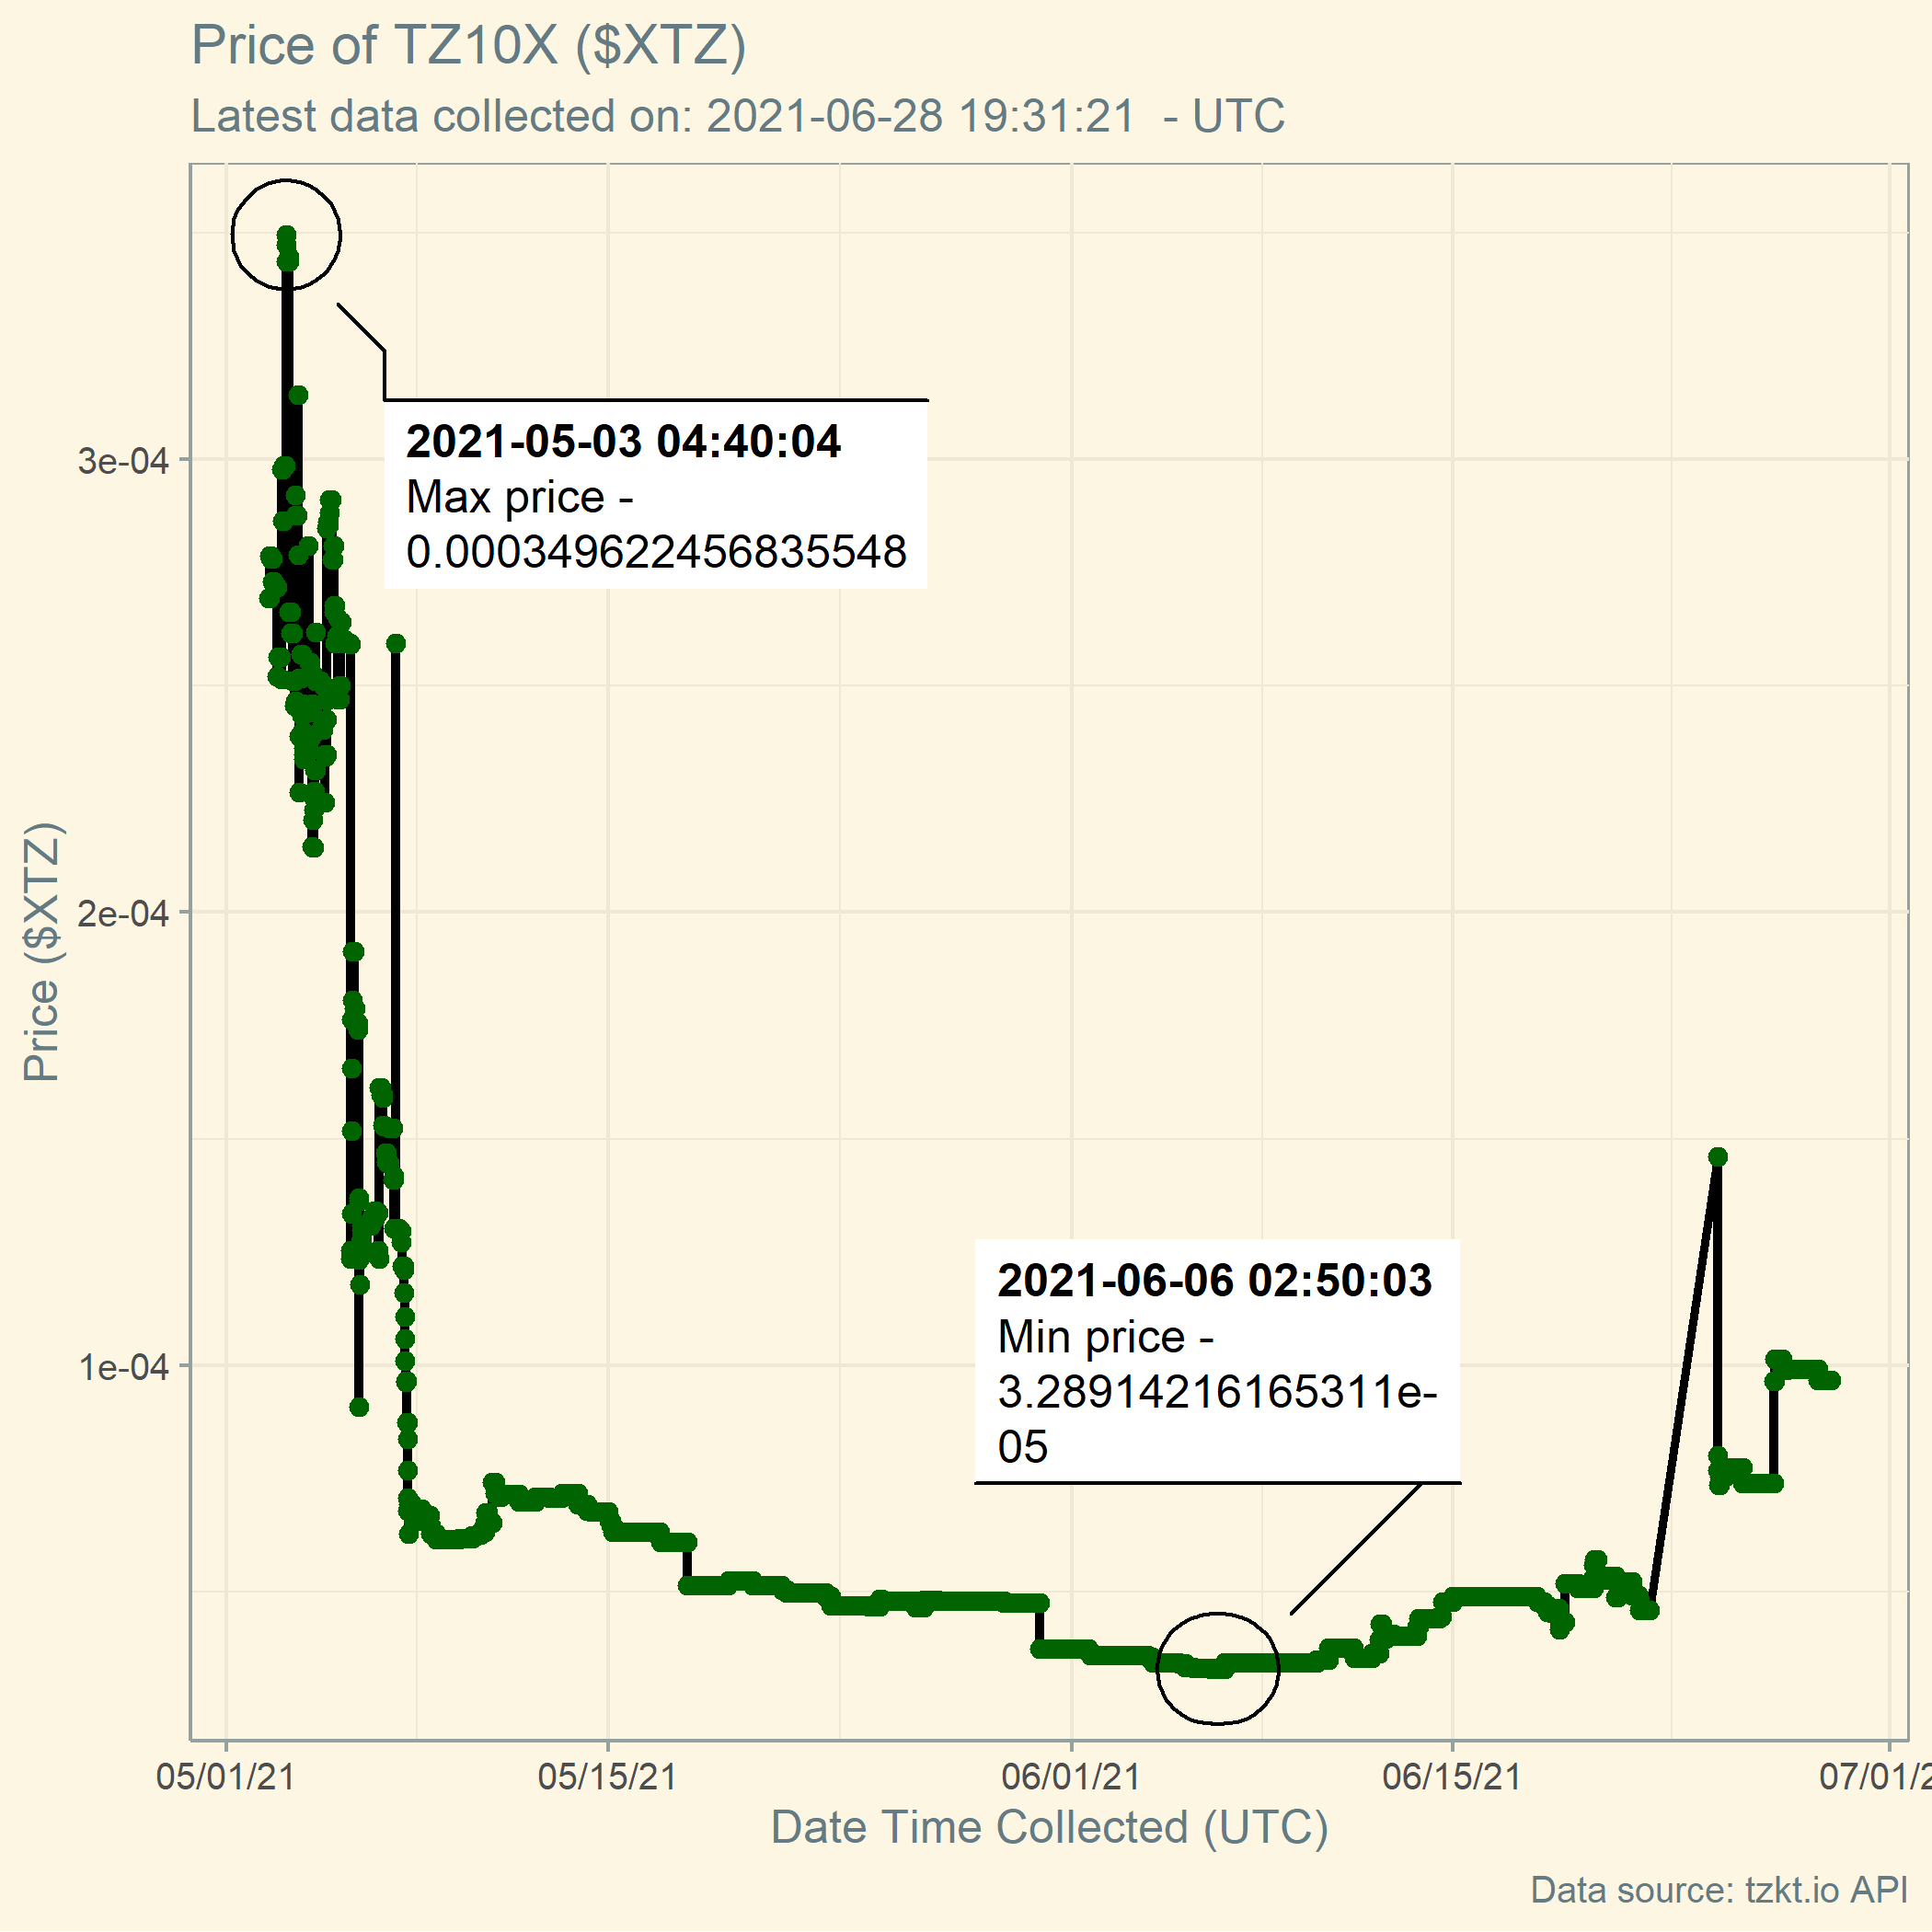 Price of TZ10X ($XTZ)
Latest data collected on: 2021-06-28 19:31:21  - UTC
2021-05-03 04:40:04
Max price -
0.000349622456835548
3e-04
2e-04
1e-04
Price ($XTZ)
2021-06-06 02:50:03
Min price -
3.28914216165311e-
05
05/01/21
05/15/21
06/01/21
06/15/21
07/01/2
Date Time Collected (UTC)
Data source: tzkt.io API